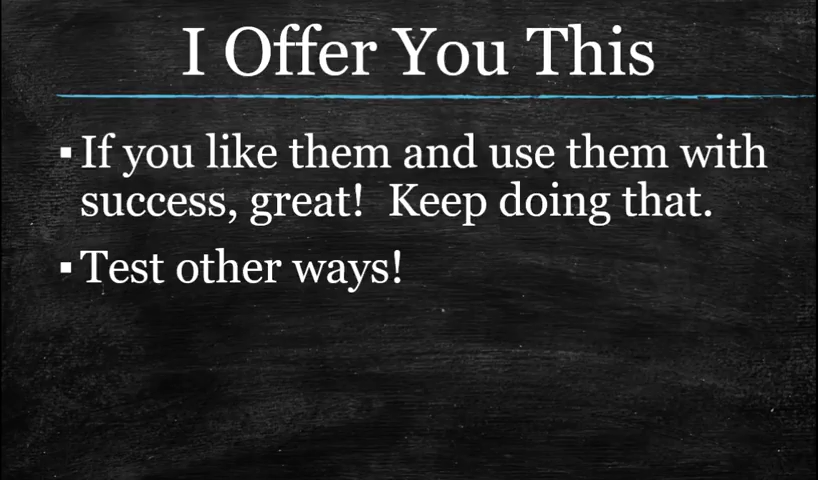 I Offer You This
▪ If you like them and use them with
success, great!  Keep doing that.
▪ Test other ways!